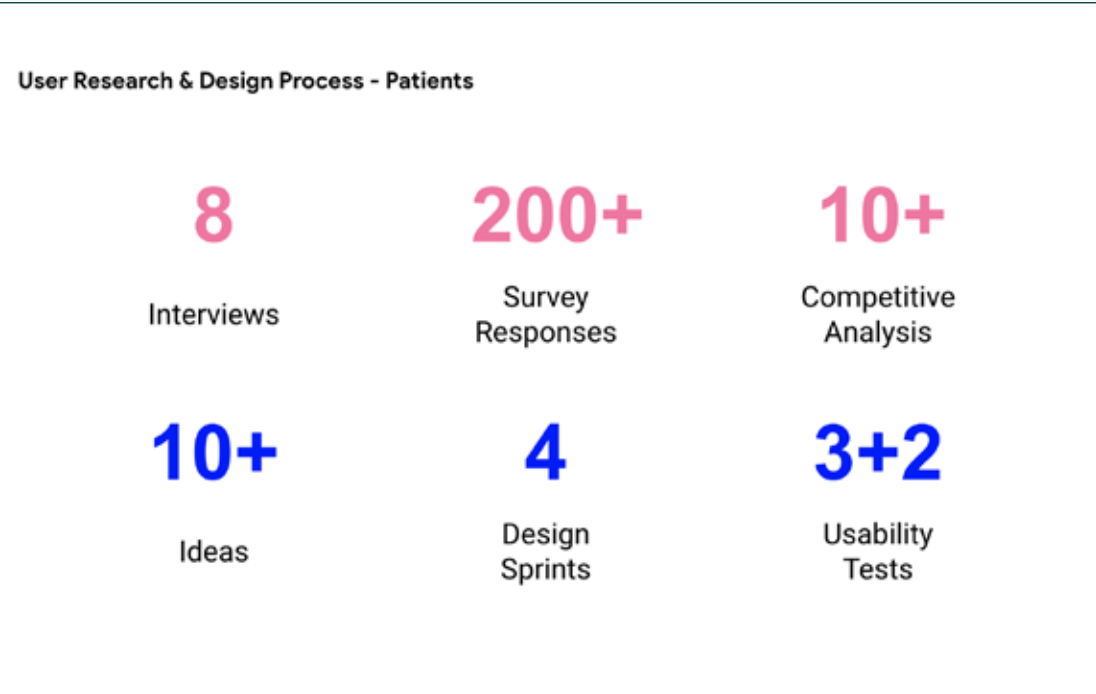 User Research & Design Process - Patients
8
200+
10+
Interviews
Survey
Responses
Competitive
Analysis
10+
4
3+2
Ideas
Design
Sprints
Usability
Tests